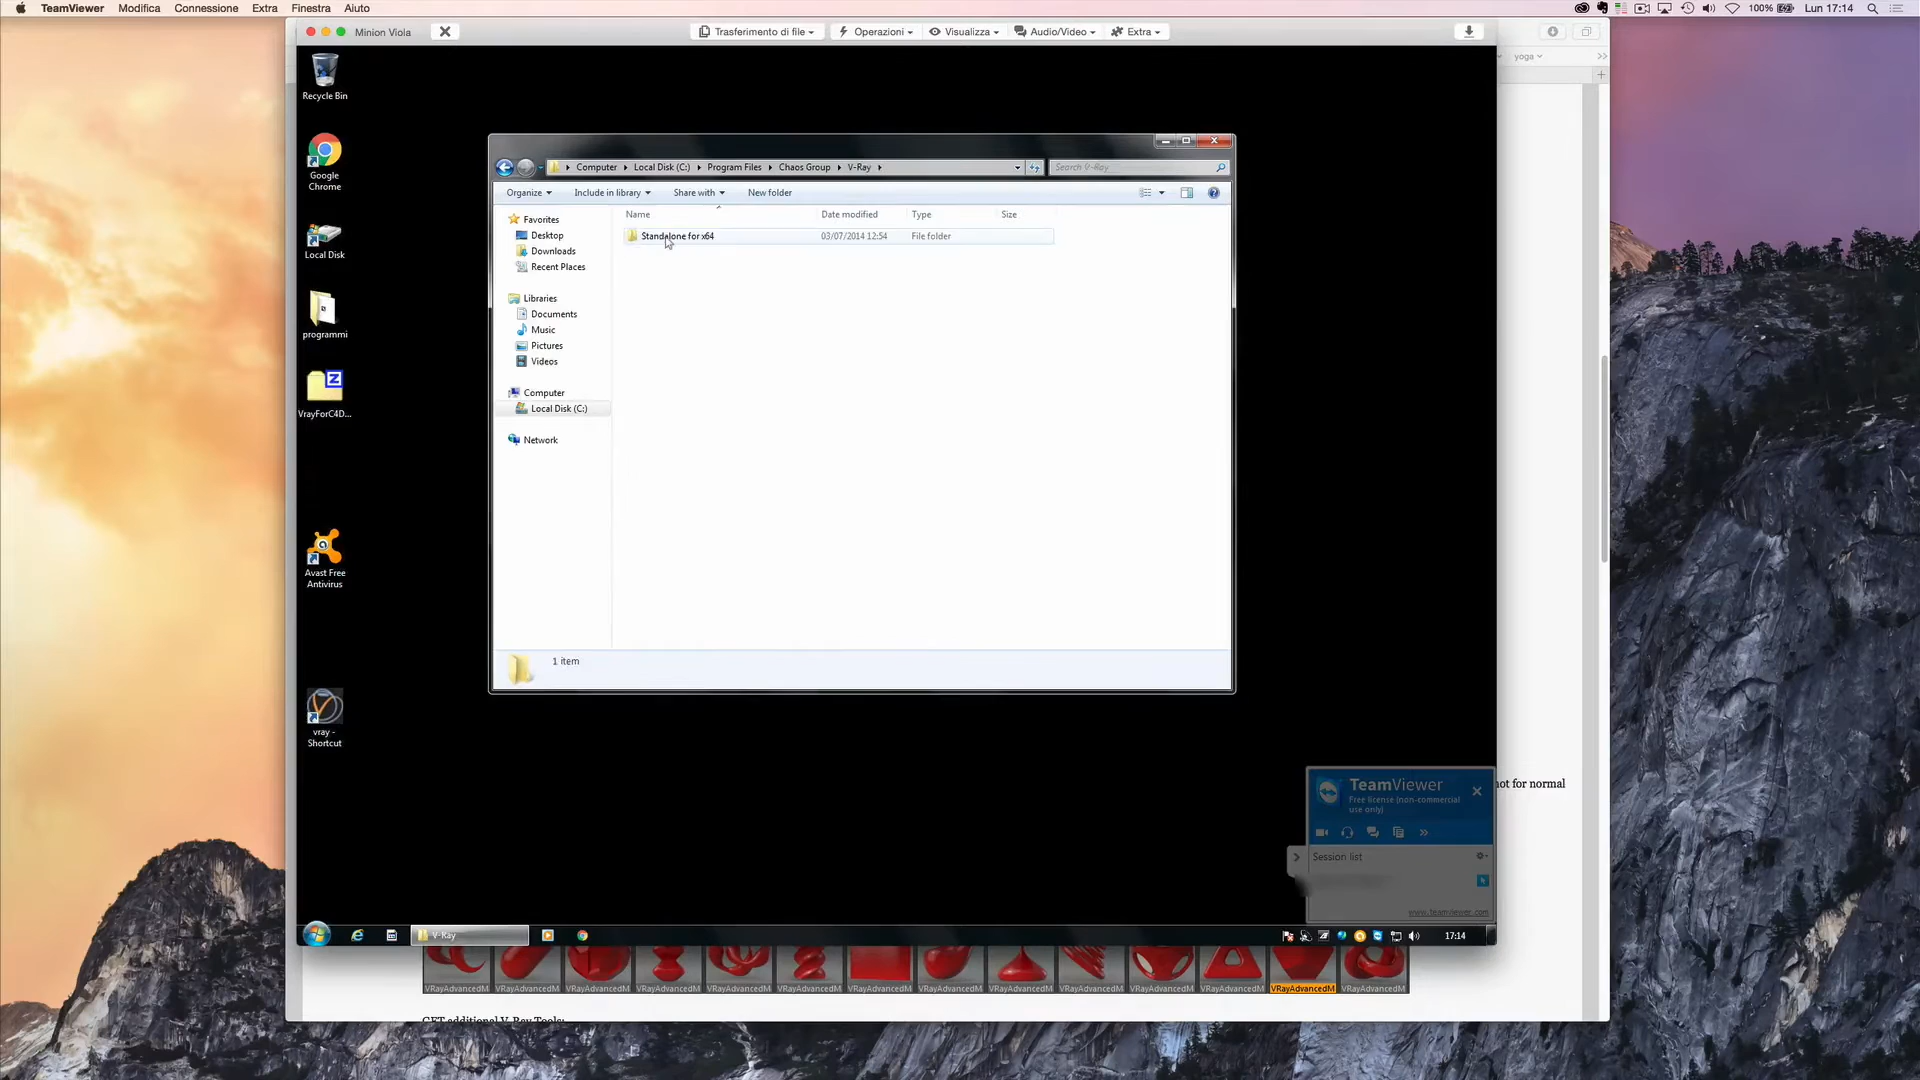 TeamViewer Modifica Connessione Extra Finestra Aiuto
100% Lun 17:14
Minion Viola
Trasferimento di file Operazioni Visualizza Audio/Video Extra
yoga
Recycle Bin
Google
Chrome
Local Disk
programmi
VrayForC4D...
Avast Free
Antivirus
vray -
Shortcut
Computer Local Disk (C:) Program Files Chaos Group V-Ray
Search V-Ray
Organize Include in library Share with New folder
Name Date modified Type Size
Standalone for x64 03/07/2014 12:54 File folder
Favorites
Desktop
Downloads
Recent Places
Libraries
Documents
Music
Pictures
Videos
Computer
Local Disk (C:)
Network
1 item
not for normal
TeamViewer
Free license (non-commercial
use only)
Session list
www.teamviewer.com
V-Ray
17:14
VRayAdvancedM VRayAdvancedM VRayAdvancedM VRayAdvancedM VRayAdvancedM VRayAdvancedM VRayAdvancedM VRayAdvancedM VRayAdvancedM VRayAdvancedM VRayAdvancedM VRayAdvancedM VRayAdvancedM VRayAdvancedM
GET additional V-Ray Tools: